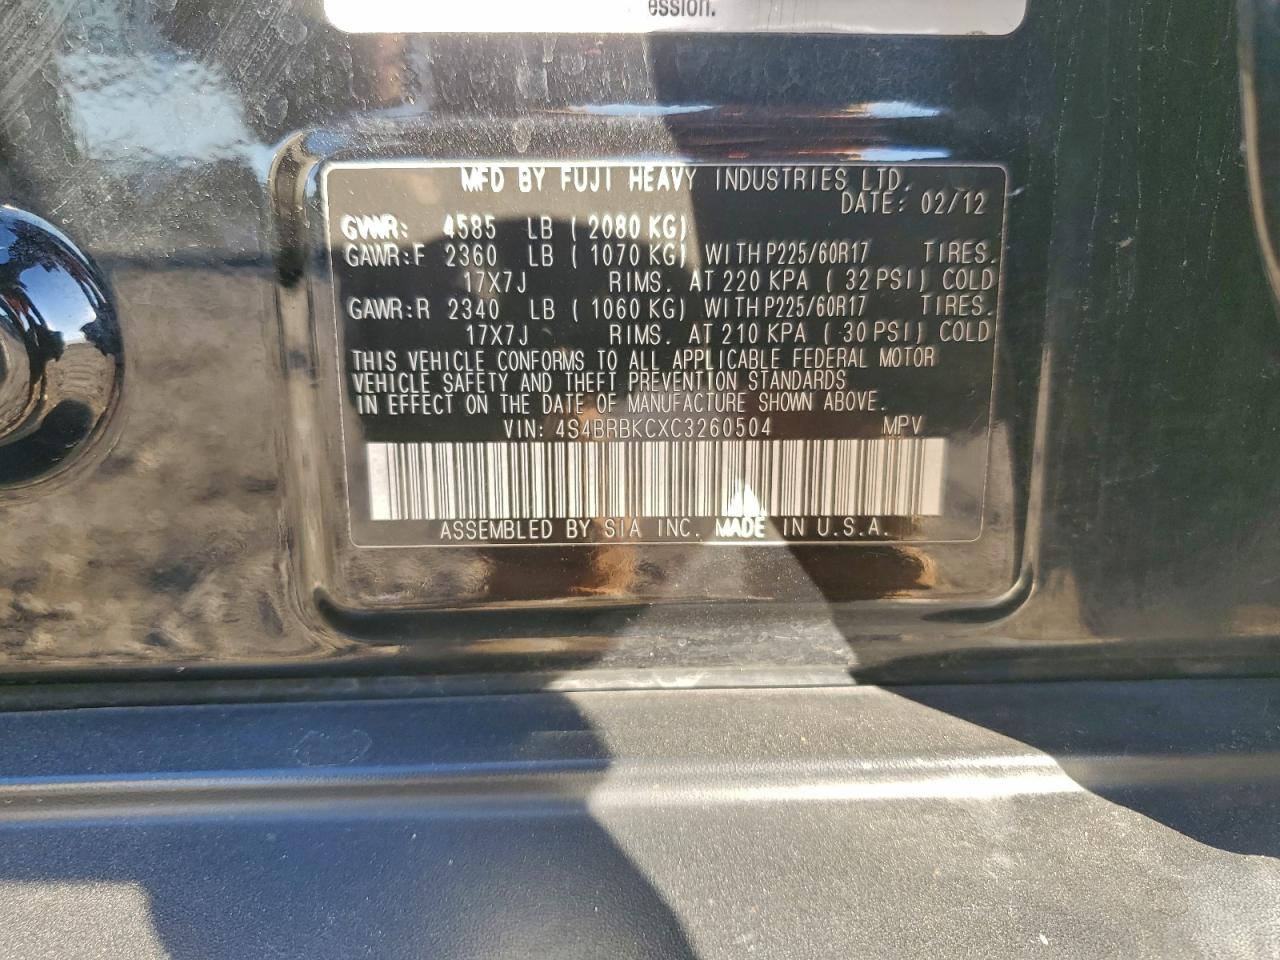 ession.
MFD BY FUJI HEAVY INDUSTRIES LTD.
DATE: 02/12
GVWR: 4585 LB ( 2080 KG)
GAWR:F 2360 LB ( 1070 KG) WITH P225/60R17 TIRES.
17X7J RIMS. AT 220 KPA ( 32 PSI) COLD
GAWR:R 2340 LB ( 1060 KG) WITH P225/60R17 TIRES.
17X7J RIMS. AT 210 KPA ( 30 PSI) COLD
THIS VEHICLE CONFORMS TO ALL APPLICABLE FEDERAL MOTOR
VEHICLE SAFETY AND THEFT PREVENTION STANDARDS
IN EFFECT ON THE DATE OF MANUFACTURE SHOWN ABOVE.
VIN: 4S4BRBKCXC3260504 MPV
ASSEMBLED BY SIA INC. MADE IN U.S.A.